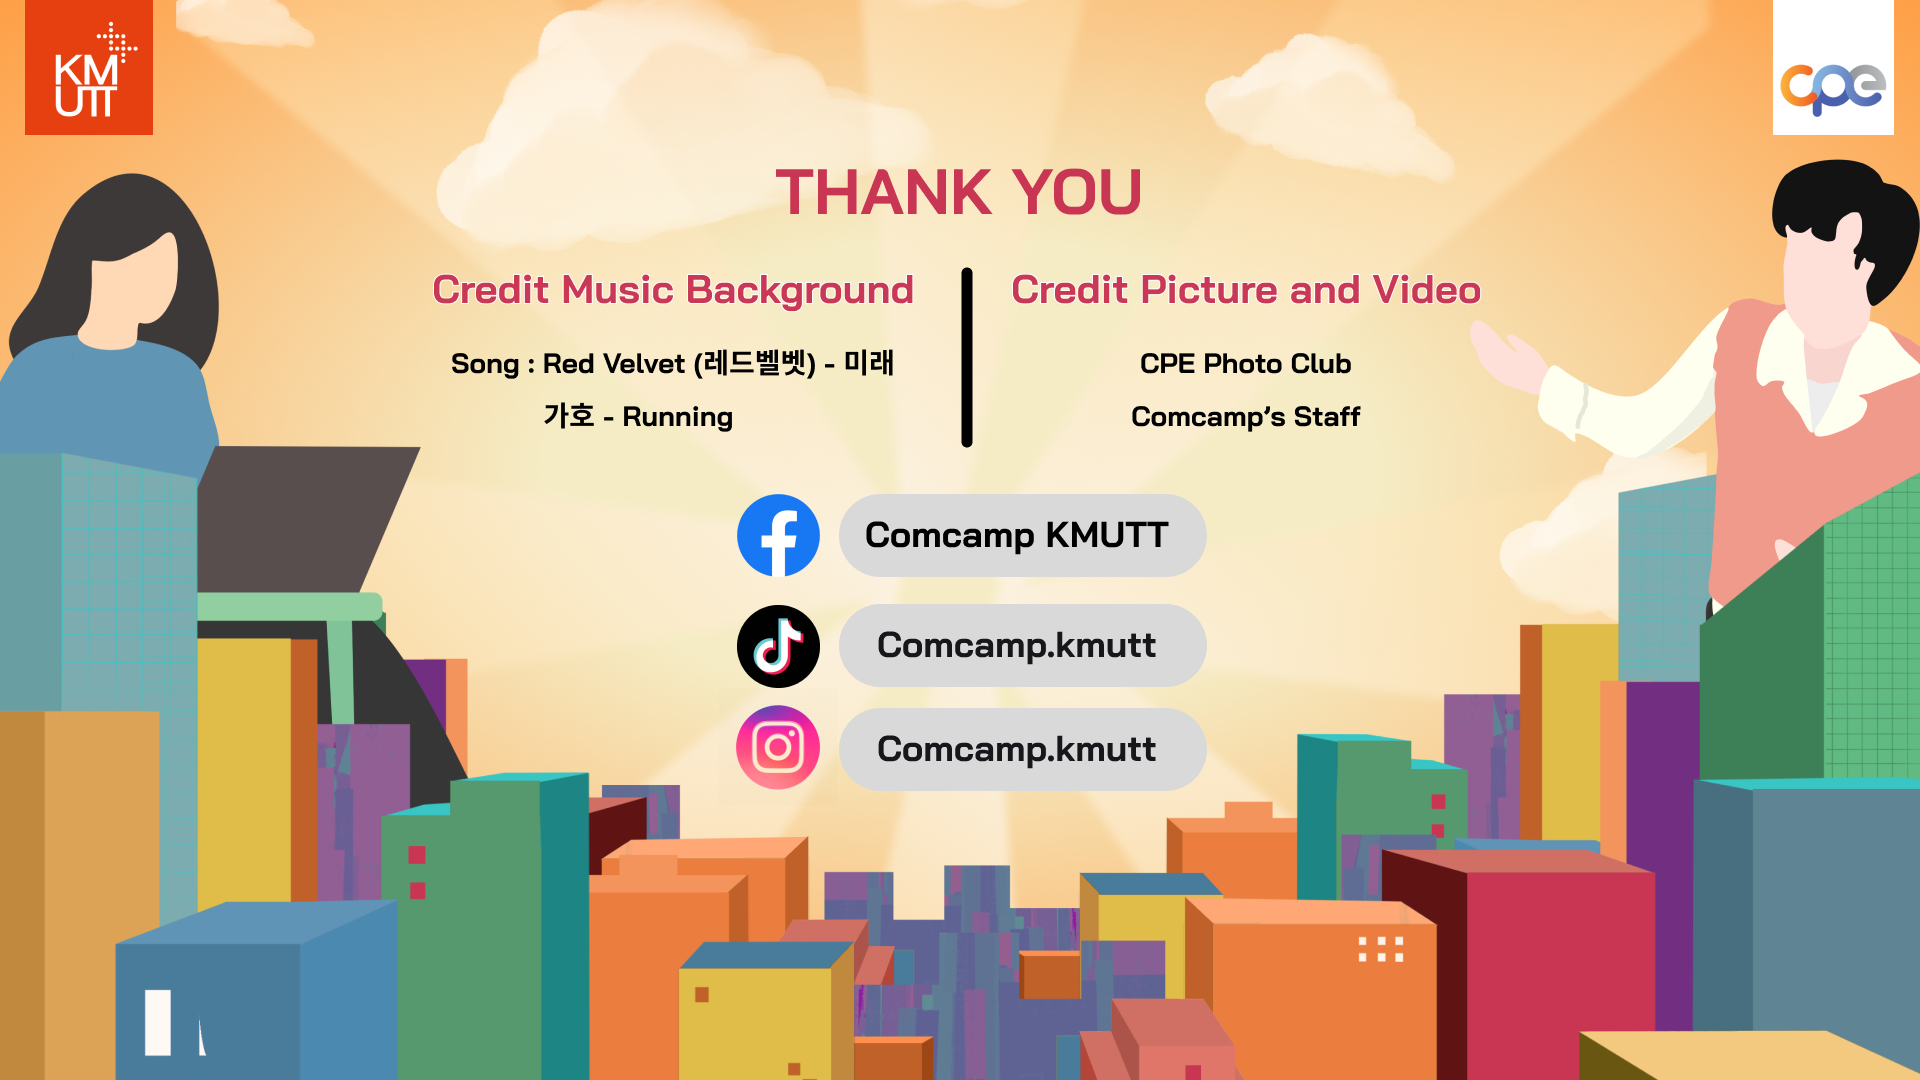 KM
UTT
cpe
THANK YOU
Credit Music Background
Song : Red Velvet (레드벨벳) - 미래
가호 - Running
Credit Picture and Video
CPE Photo Club
Comcamp’s Staff
Comcamp KMUTT
Comcamp.kmutt
Comcamp.kmutt